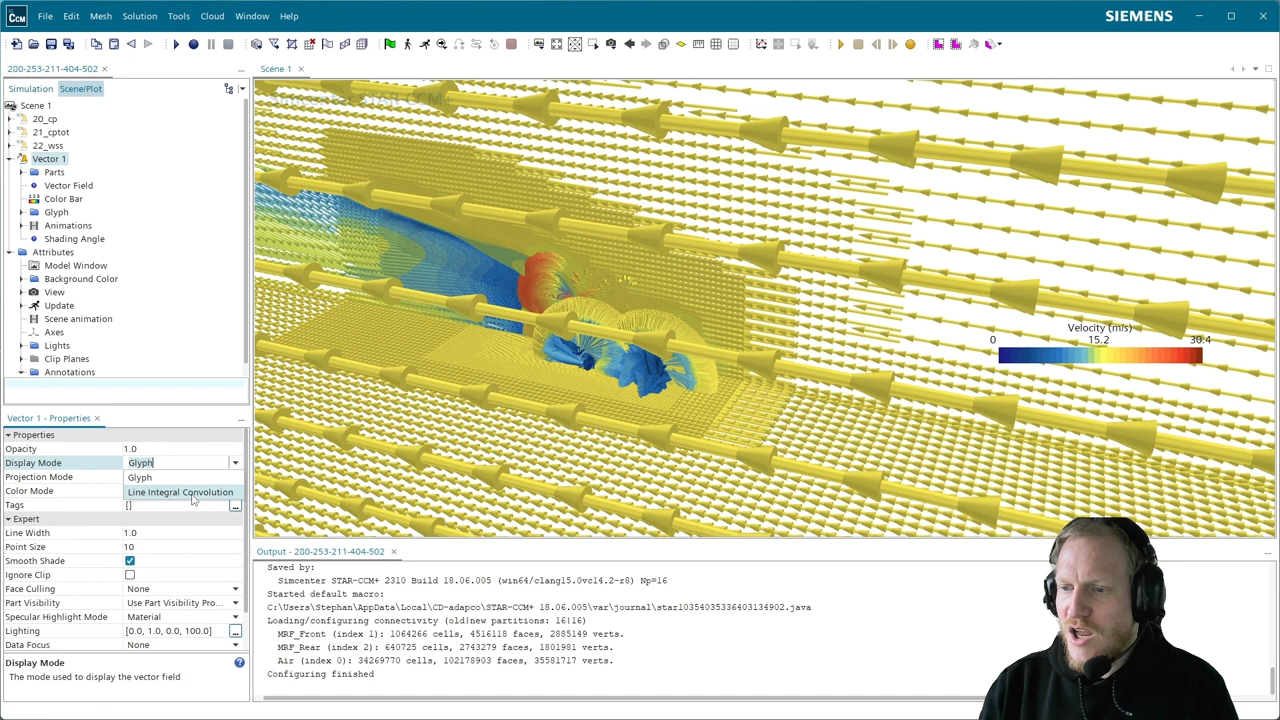 CCM File Edit Mesh Solution Tools Cloud Window Help SIEMENS
280-253-211-404-502
Scene 1
Simulation Scene/Plot
Scene 1
20_cp
21_cptot
22_wss
Vector 1
Parts
Vector Field
Color Bar
Glyph
Animations
Shading Angle
Attributes
Model Window
Background Color
View
Update
Scene animation
Axes
Lights
Clip Planes
Annotations
Simcenter STAR-CCM+
Velocity (m/s)
0 15.2 30.4
Vector 1 - Properties
Properties
Opacity 1.0
Display Mode Glyph
Projection Mode Glyph
Color Mode Line Integral Convolution
Tags []
Expert
Line Width 1.0
Point Size 10
Smooth Shade
Ignore Clip
Face Culling None
Part Visibility Use Part Visibility Pro...
Specular Highlight Mode Material
Lighting [0.0, 1.0, 0.0, 100.0]
Data Focus None
Display Mode
The mode used to display the vector field
Output - 280-253-211-404-502
Saved by:
Simcenter STAR-CCM+ 2310 Build 18.06.005 (win64/clang15.0vc14.2-r8) Np=16
Started default macro:
C:\Users\Stephan\AppData\Local\CD-adapco\STAR-CCM+ 18.06.005\var\journal\star10354035336403134902.java
Loading/configuring connectivity (old|new partitions: 16|16)
MRF_Front (index 1): 1064266 cells, 4516118 faces, 2885149 verts.
MRF_Rear (index 2): 640725 cells, 2743279 faces, 1801981 verts.
Air (index 0): 34269770 cells, 102178903 faces, 35581717 verts.
Configuring finished